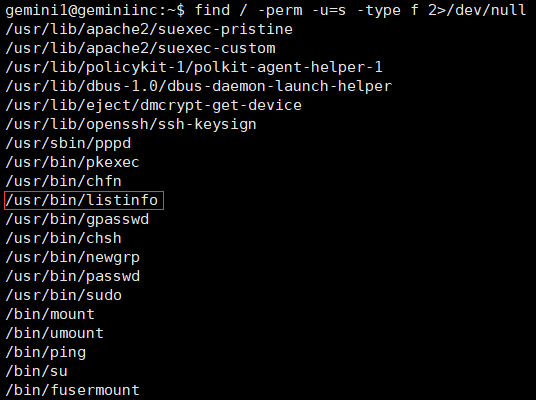 gemini1@geminiinc:~$ find / -perm -u=s -type f 2>/dev/null
/usr/lib/apache2/suexec-pristine
/usr/lib/apache2/suexec-custom
/usr/lib/policykit-1/polkit-agent-helper-1
/usr/lib/dbus-1.0/dbus-daemon-launch-helper
/usr/lib/eject/dmcrypt-get-device
/usr/lib/openssh/ssh-keysign
/usr/sbin/pppd
/usr/bin/pkexec
/usr/bin/chfn
/usr/bin/listinfo
/usr/bin/gpasswd
/usr/bin/chsh
/usr/bin/newgrp
/usr/bin/passwd
/usr/bin/sudo
/bin/mount
/bin/umount
/bin/ping
/bin/su
/bin/fusermount